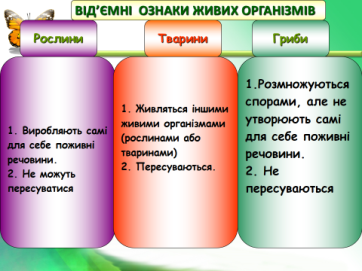 ВІД'ЄМНІ ОЗНАКИ ЖИВИХ ОРГАНІЗМІВ
Рослини
1. Виробляють самі
для себе поживні
речовини.
2. Не можуть
пересуватися
Тварини
1. Живляться іншими
живими організмами
(рослинами або
тваринами)
2. Пересуваються.
Гриби
1.Розмножуються
спорами, але не
утворюють самі
для себе поживні
речовини.
2. Не
пересуваються